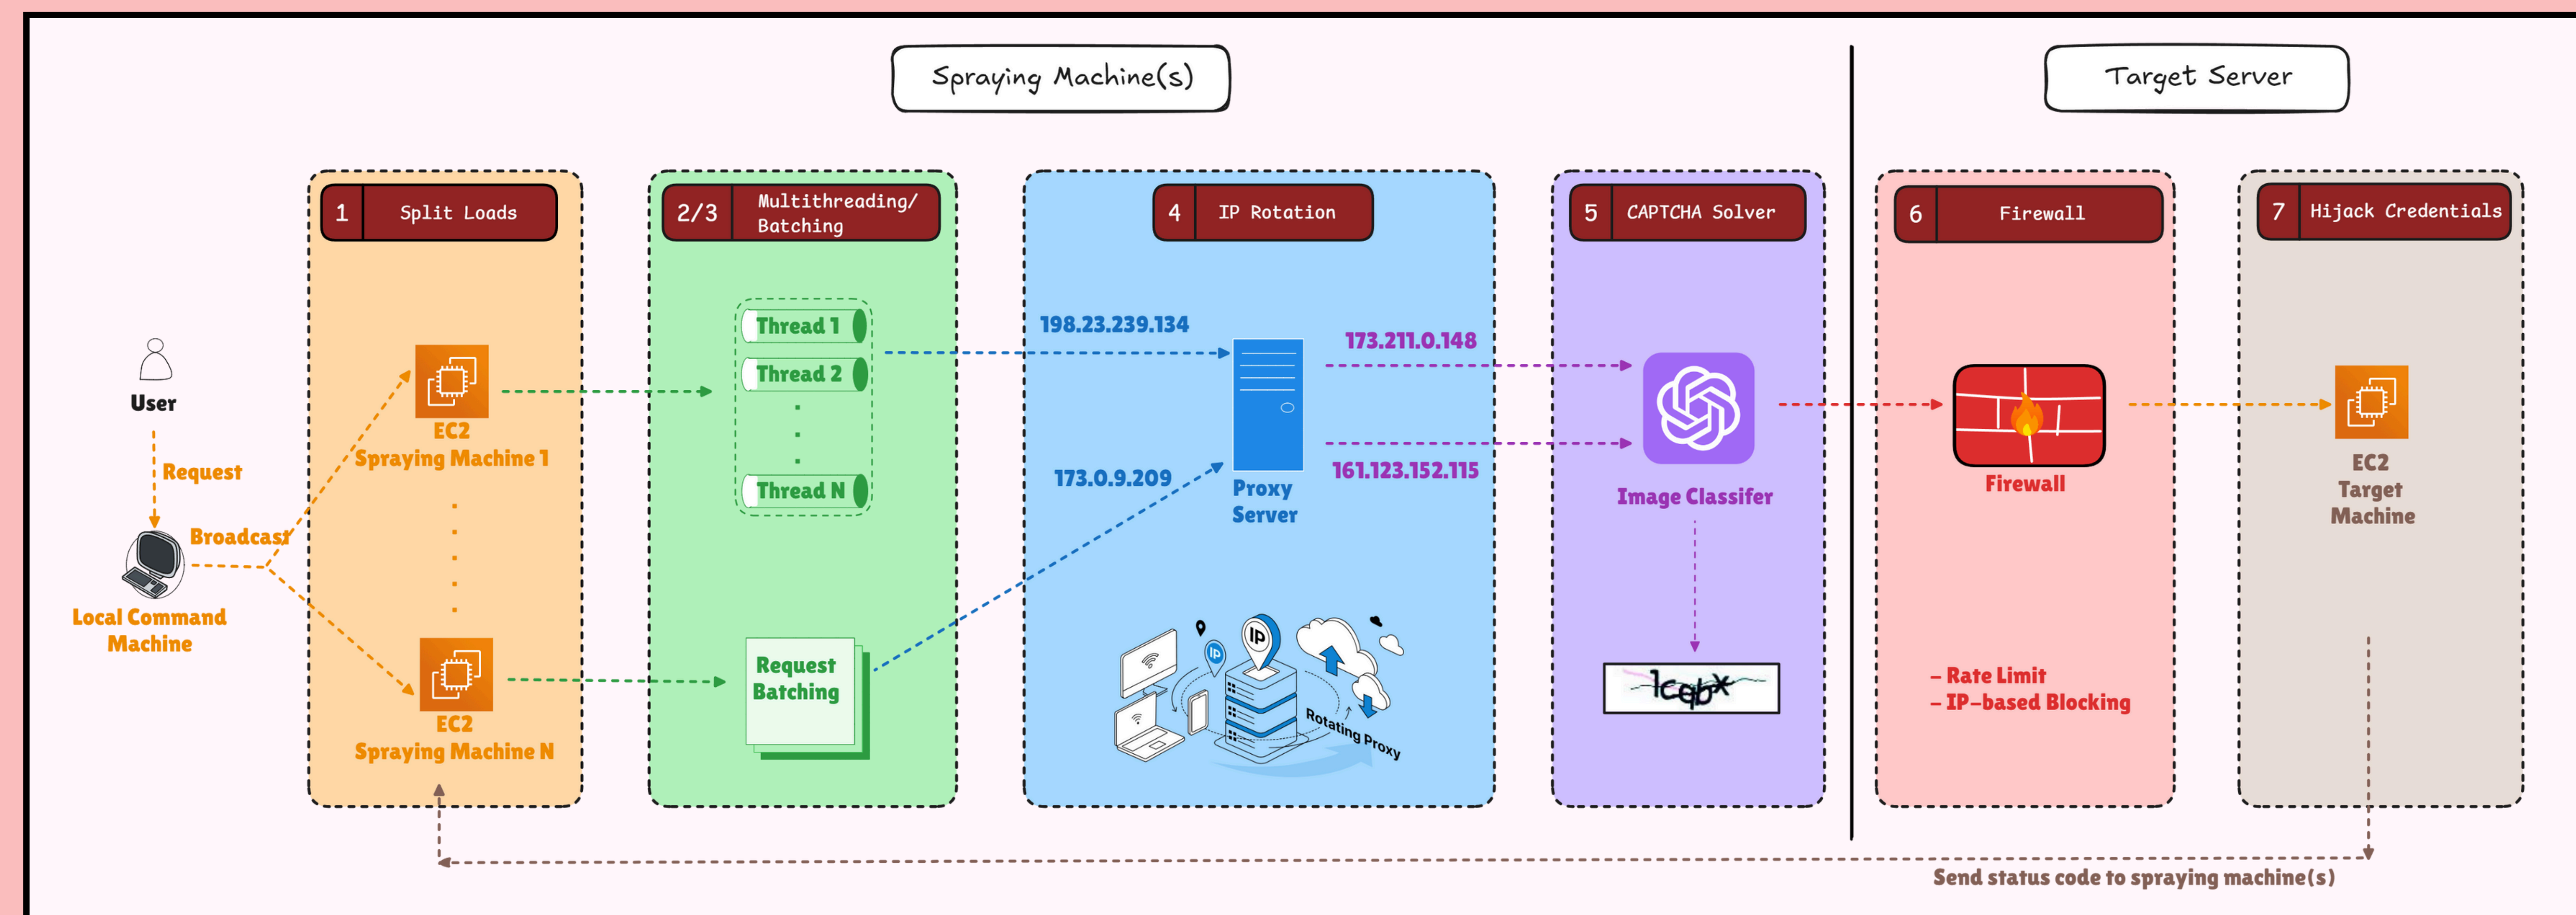 Spraying Machine(s)
Target Server
1 Split Loads
2/3 Multithreading/
Batching
4 IP Rotation
5 CAPTCHA Solver
6 Firewall
7 Hijack Credentials
User
Request
Broadcast
Local Command
Machine
EC2
Spraying Machine 1
EC2
Spraying Machine N
Thread 1
Thread 2
Thread N
Request
Batching
198.23.239.134
173.0.9.209
Proxy
Server
IP
IP
Rotating Proxy
173.211.0.148
161.123.152.115
Image Classifer
lcqbx
Firewall
- Rate Limit
- IP-based Blocking
EC2
Target
Machine
Send status code to spraying machine(s)